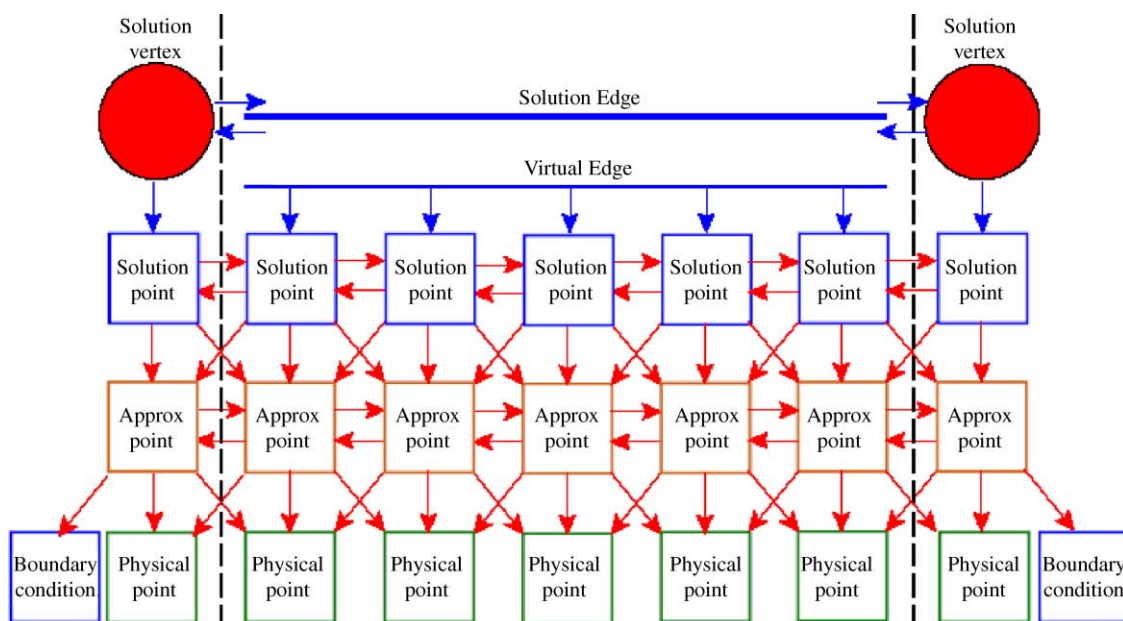 Solution
vertex
Solution
vertex
Solution Edge
Virtual Edge
Solution
point
Solution
point
Solution
point
Solution
point
Solution
point
Solution
point
Solution
point
Approx
point
Approx
point
Approx
point
Approx
point
Approx
point
Approx
point
Approx
point
Boundary
condition
Physical
point
Physical
point
Physical
point
Physical
point
Physical
point
Physical
point
Physical
point
Boundary
condition